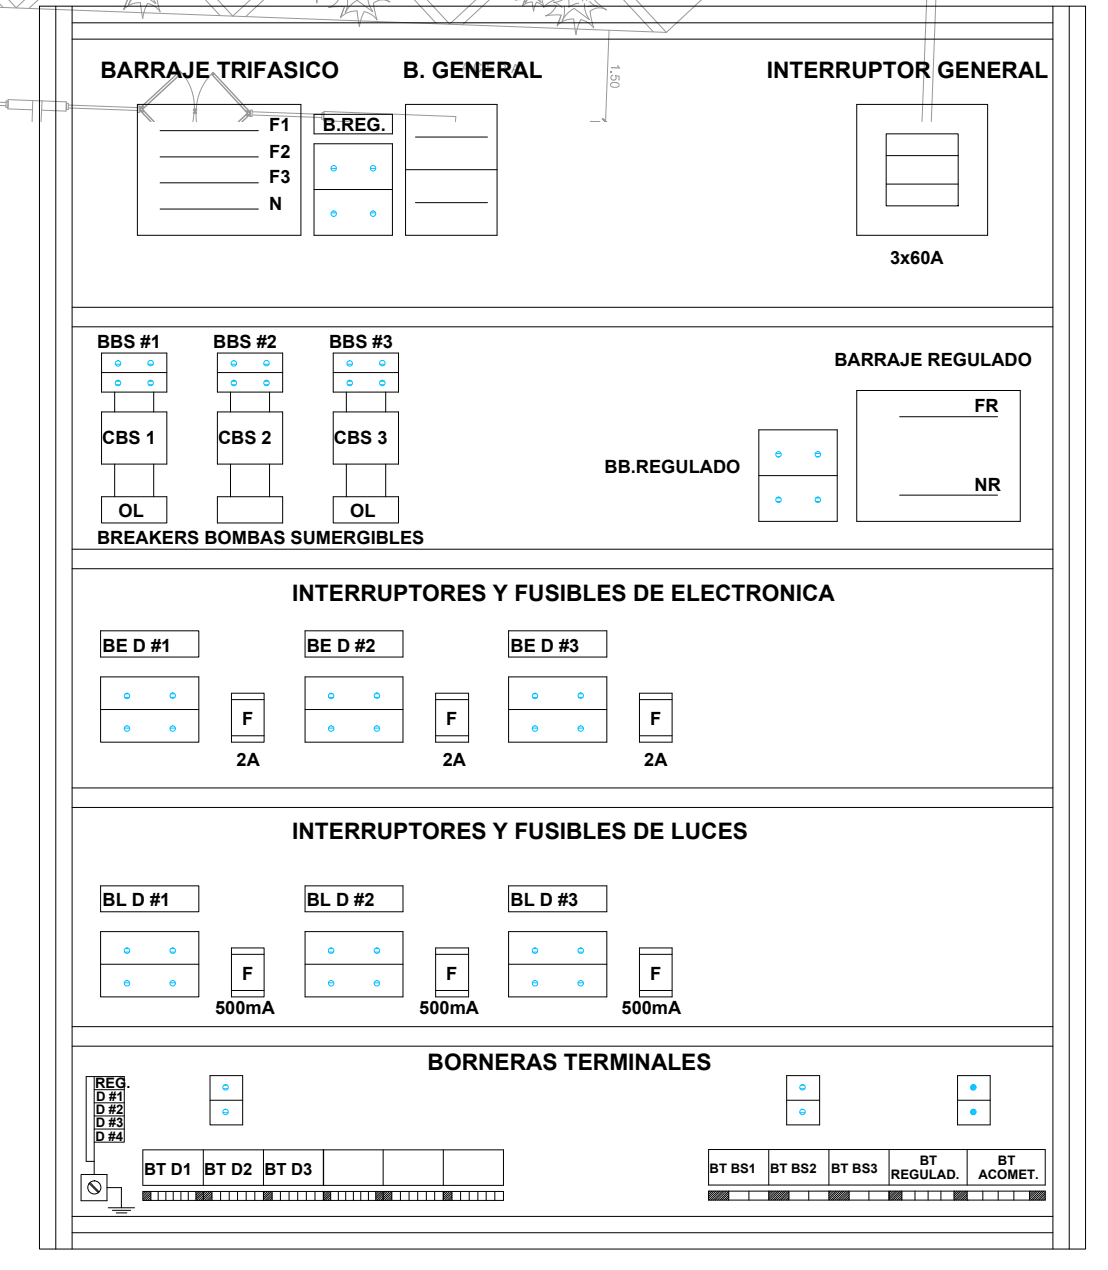 BARRAJE TRIFASICO
B. GENERAL
1.50
INTERRUPTOR GENERAL
F1
F2
F3
N
B.REG.
3x60A
BBS #1
BBS #2
BBS #3
BARRAJE REGULADO
CBS 1
CBS 2
CBS 3
BB.REGULADO
FR
NR
OL
OL
BREAKERS BOMBAS SUMERGIBLES
INTERRUPTORES Y FUSIBLES DE ELECTRONICA
BE D #1
BE D #2
BE D #3
F
F
F
2A
2A
2A
INTERRUPTORES Y FUSIBLES DE LUCES
BL D #1
BL D #2
BL D #3
F
F
F
500mA
500mA
500mA
BORNERAS TERMINALES
REG.
D #1
D #2
D #3
D #4
BT D1
BT D2
BT D3
BT BS1
BT BS2
BT BS3
BT
REGULAD.
BT
ACOMET.